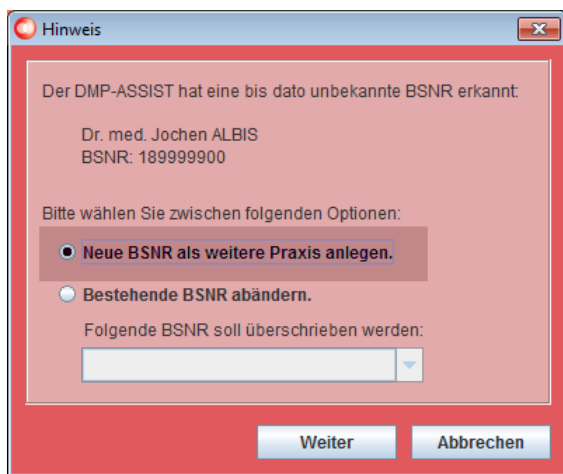 Hinweis
Der DMP-ASSIST hat eine bis dato unbekannte BSNR erkannt:
Dr. med. Jochen ALBIS
BSNR: 189999900
Bitte wählen Sie zwischen folgenden Optionen:
Neue BSNR als weitere Praxis anlegen.
Bestehende BSNR abändern.
Folgende BSNR soll überschrieben werden:
Weiter Abbrechen